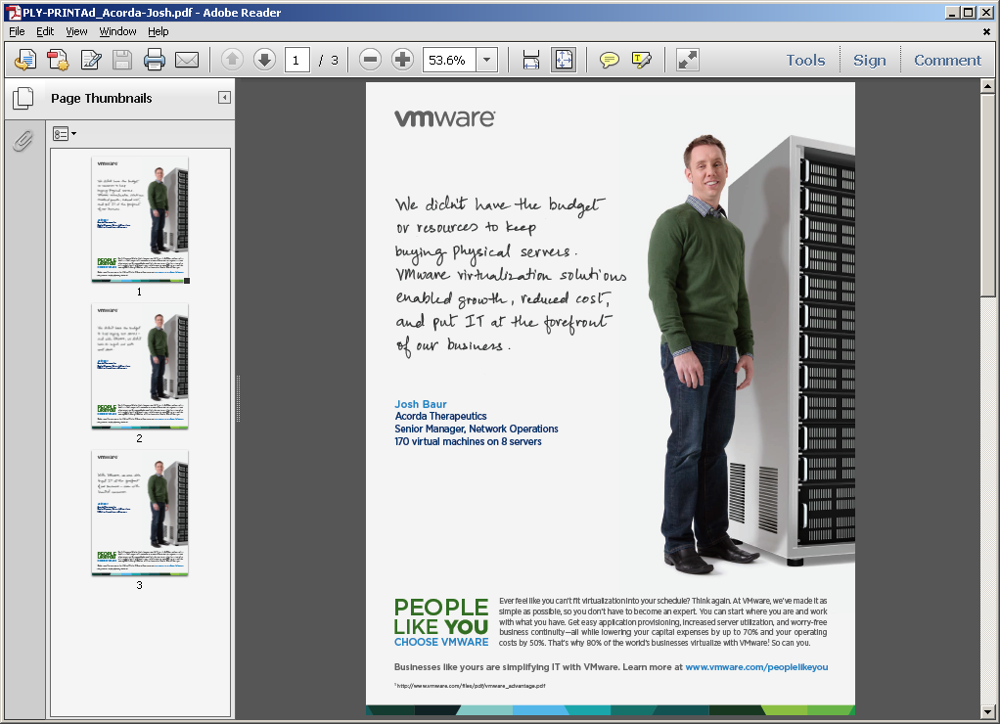 PLY-PRINTAd_Acorda-Josh.pdf - Adobe Reader
File Edit View Window Help
1 / 3 53.6% Tools Sign Comment
Page Thumbnails
1
2
3
vmware
We didn't have the budget
or resources to keep
buying physical servers.
VMware virtualization solutions
enabled growth, reduced cost,
and put IT at the forefront
of our business.
Josh Baur
Acorda Therapeutics
Senior Manager, Network Operations
170 virtual machines on 8 servers
PEOPLE
LIKE YOU
CHOOSE VMWARE
Ever feel like you can't fit virtualization into your schedule? Think again. At VMware, we've made it as
simple as possible, so you don't have to become an expert. You can start where you are and work
with what you have. Get easy application provisioning, increased server utilization, and worry-free
business continuity—all while lowering your capital expenses by up to 70% and your operating
costs by 50%. That's why 80% of the world's businesses virtualize with VMware! So can you.
Businesses like yours are simplifying IT with VMware. Learn more at www.vmware.com/peoplelikeyou
1 http://www.vmware.com/files/pdf/vmware_advantage.pdf